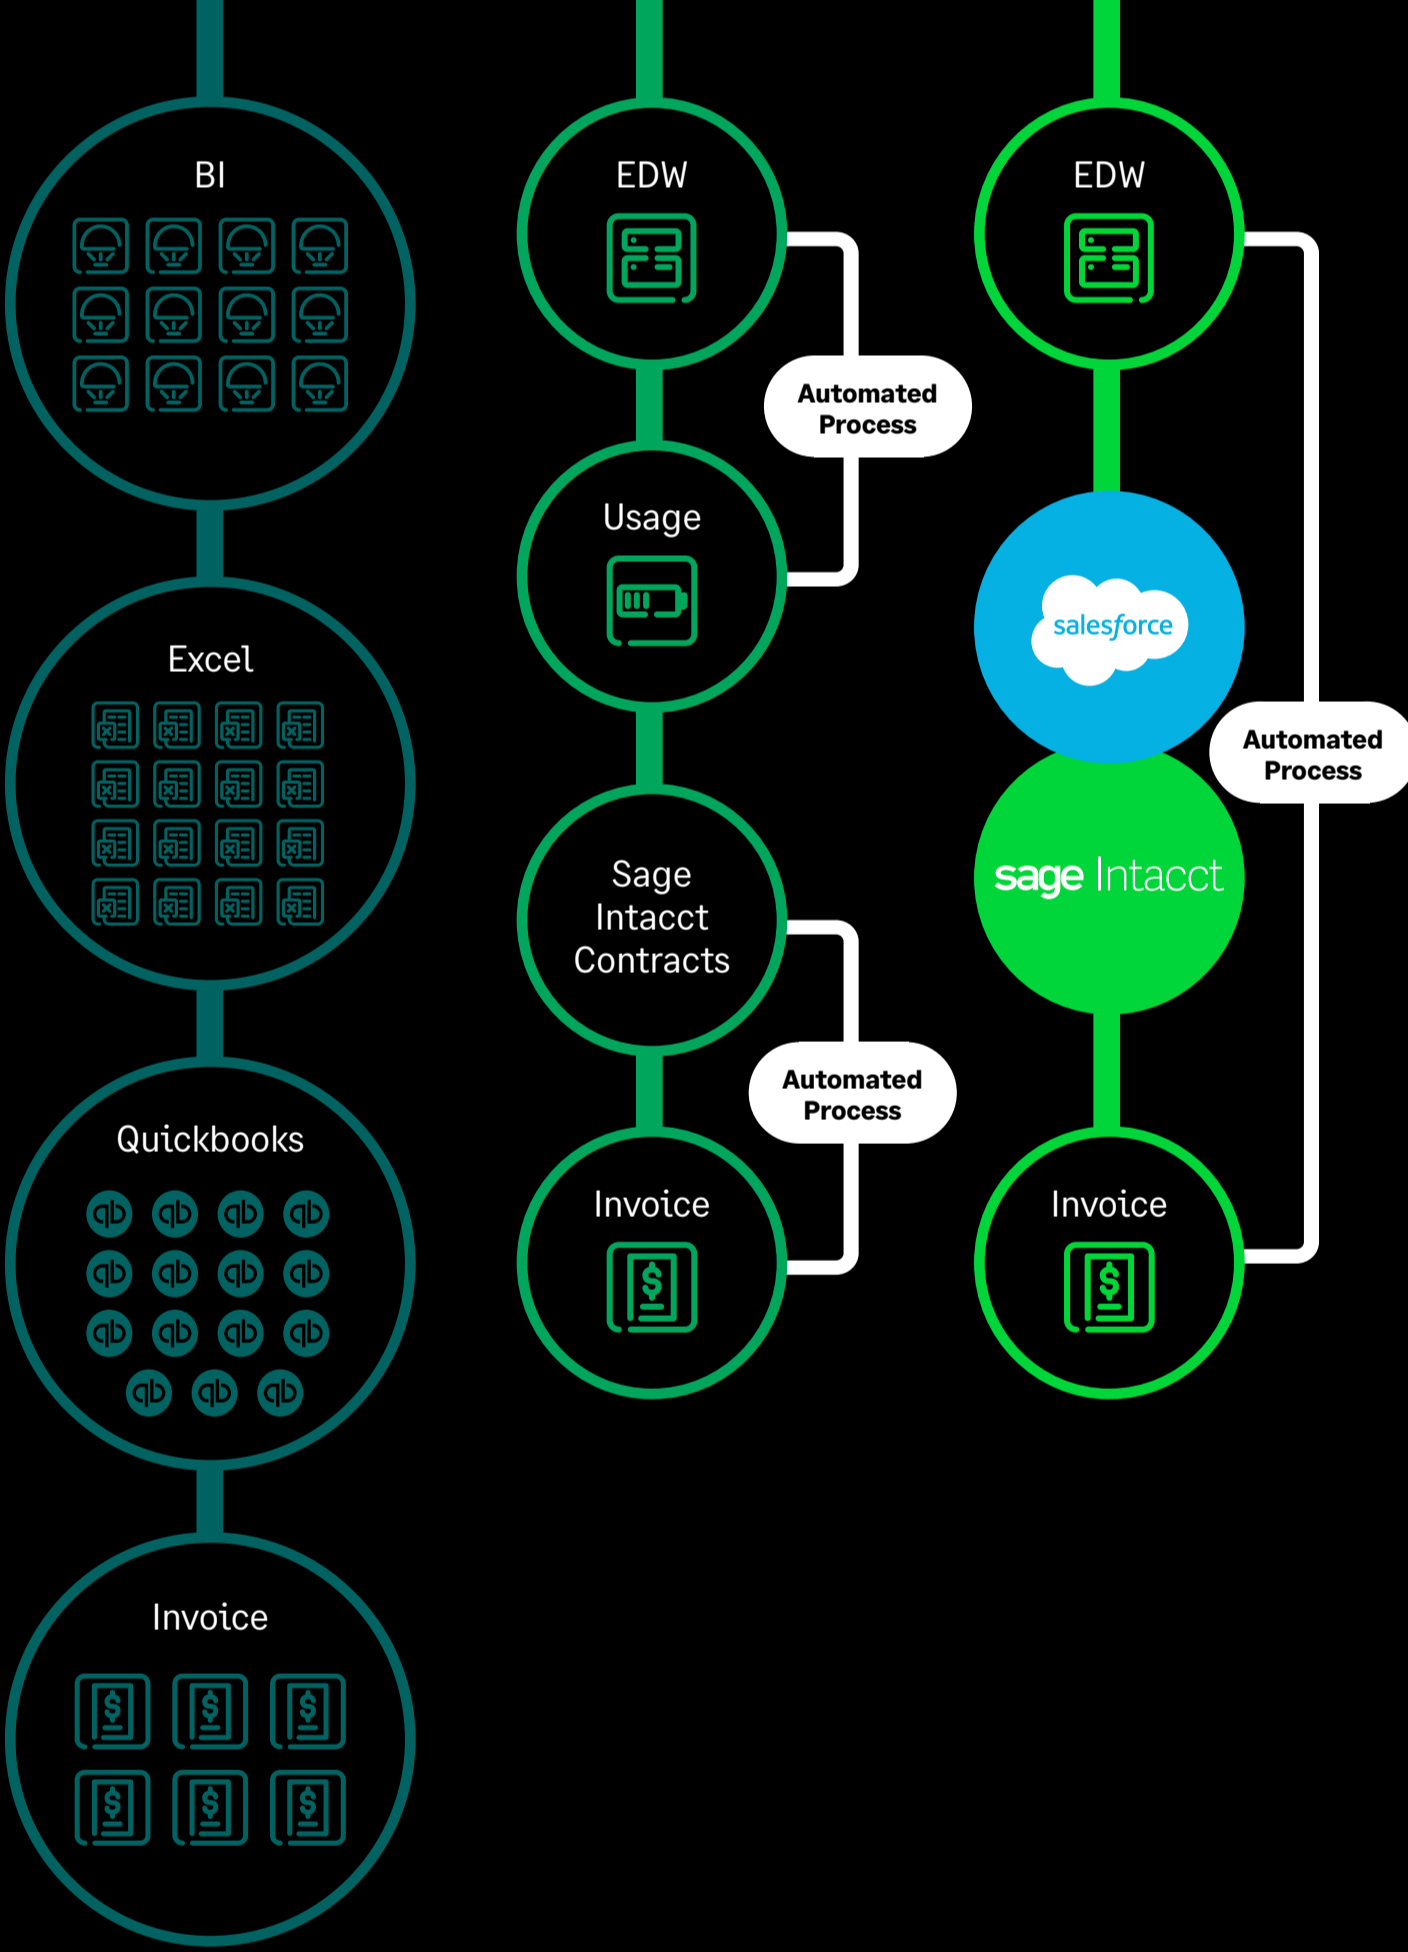 BI
Excel
Quickbooks
Invoice
EDW
Automated
Process
Usage
Sage
Intacct
Contracts
Automated
Process
Invoice
EDW
salesforce
Automated
Process
sage Intacct
Invoice